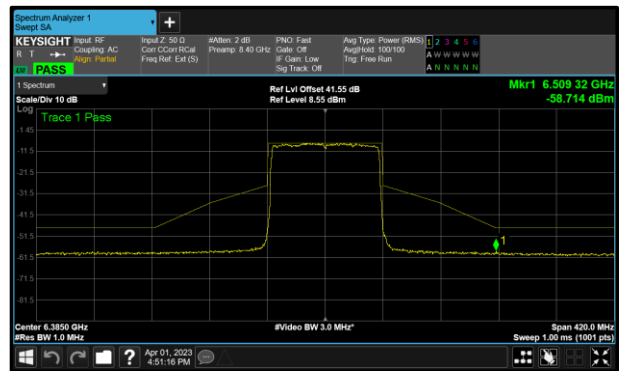 Spectrum Analyzer 1
Swept SA
+
KEYSIGHT Input: RF Input Z: 50 Ω #Atten: 2 dB PNO: Fast Avg Type: Power (RMS) 1 2 3 4 5 6
R T Coupling: AC Corr CCorr RCal Preamp: 8.40 GHz Gate: Off Avg|Hold: 100/100 A W W W W W
Align: Partial Freq Ref: Ext (S) IF Gain: Low Trig: Free Run
LNI PASS Sig Track: Off A N N N N N
1 Spectrum
Scale/Div 10 dB
Ref Lvl Offset 41.55 dB
Ref Level 8.55 dBm
Mkr1 6.509 32 GHz
-58.714 dBm
Log
Trace 1 Pass
-1.45
-11.5
-21.5
-31.5
-41.5
-51.5
1
-61.5
-71.5
-81.5
Center 6.3850 GHz #Video BW 3.0 MHz* Span 420.0 MHz
#Res BW 1.0 MHz Sweep 1.00 ms (1001 pts)
? Apr 01, 2023
4:51:16 PM